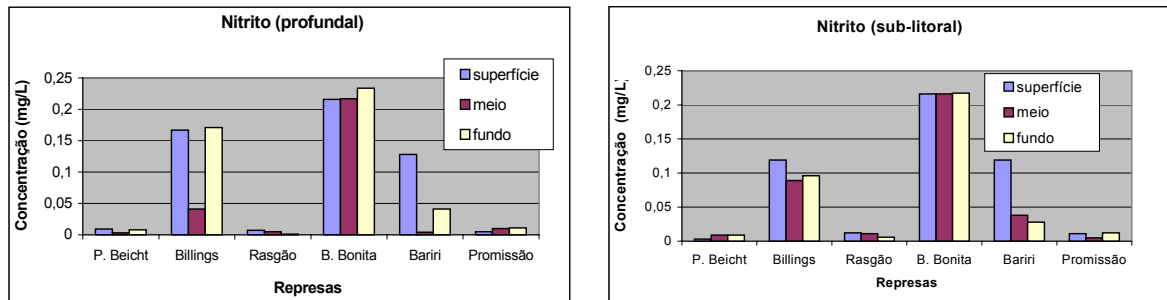 Nitrito (profundal)
Concentração (mg/L)
0,25
0,2
0,15
0,1
0,05
0
superfície
meio
fundo
P. Beicht Billings Rasgão B. Bonita Bariri Promissão
Represas
Nitrito (sub-litoral)
Concentração (mg/L)
0,25
0,2
0,15
0,1
0,05
0
superfície
meio
fundo
P. Beicht Billings Rasgão B. Bonita Bariri Promissão
Represas